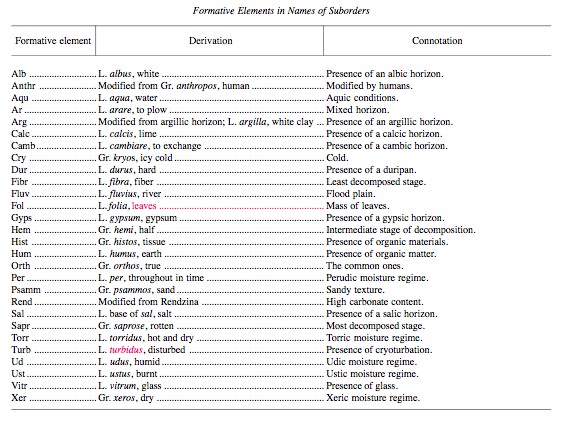 Formative Elements in Names of Suborders
Formative element Derivation Connotation
Alb ........................ L. albus, white ........................ Presence of an albic horizon.
Anthr ........................ Modified from Gr. anthropos, human ........................ Modified by humans.
Aqu ........................ L. aqua, water ........................ Aquic conditions.
Ar ........................ L. arare, to plow ........................ Mixed horizon.
Arg ........................ Modified from argillic horizon; L. argilla, white clay ... Presence of an argillic horizon.
Calc ........................ L. calcis, lime ........................ Presence of a calcic horizon.
Camb ........................ L. cambiare, to exchange ........................ Presence of a cambic horizon.
Cry ........................ Gr. kryos, icy cold ........................ Cold.
Dur ........................ L. durus, hard ........................ Presence of a duripan.
Fibr ........................ L. fibra, fiber ........................ Least decomposed stage.
Fluv ........................ L. fluvius, river ........................ Flood plain.
Fol ........................ L. folia, leaves ........................ Mass of leaves.
Gyps ........................ L. gypsum, gypsum ........................ Presence of a gypsic horizon.
Hem ........................ Gr. hemi, half ........................ Intermediate stage of decomposition.
Hist ........................ Gr. histos, tissue ........................ Presence of organic materials.
Hum ........................ L. humus, earth ........................ Presence of organic matter.
Orth ........................ Gr. orthos, true ........................ The common ones.
Per ........................ L. per, throughout in time ........................ Perudic moisture regime.
Psamm ........................ Gr. psammos, sand ........................ Sandy texture.
Rend ........................ Modified from Rendzina ........................ High carbonate content.
Sal ........................ L. base of sal, salt ........................ Presence of a salic horizon.
Sapr ........................ Gr. saprose, rotten ........................ Most decomposed stage.
Torr ........................ L. torridus, hot and dry ........................ Torric moisture regime.
Turb ........................ L. turbidus, disturbed ........................ Presence of cryoturbation.
Ud ........................ L. udus, humid ........................ Udic moisture regime.
Ust ........................ L. ustus, burnt ........................ Ustic moisture regime.
Vitr ........................ L. vitrum, glass ........................ Presence of glass.
Xer ........................ Gr. xeros, dry ........................ Xeric moisture regime.